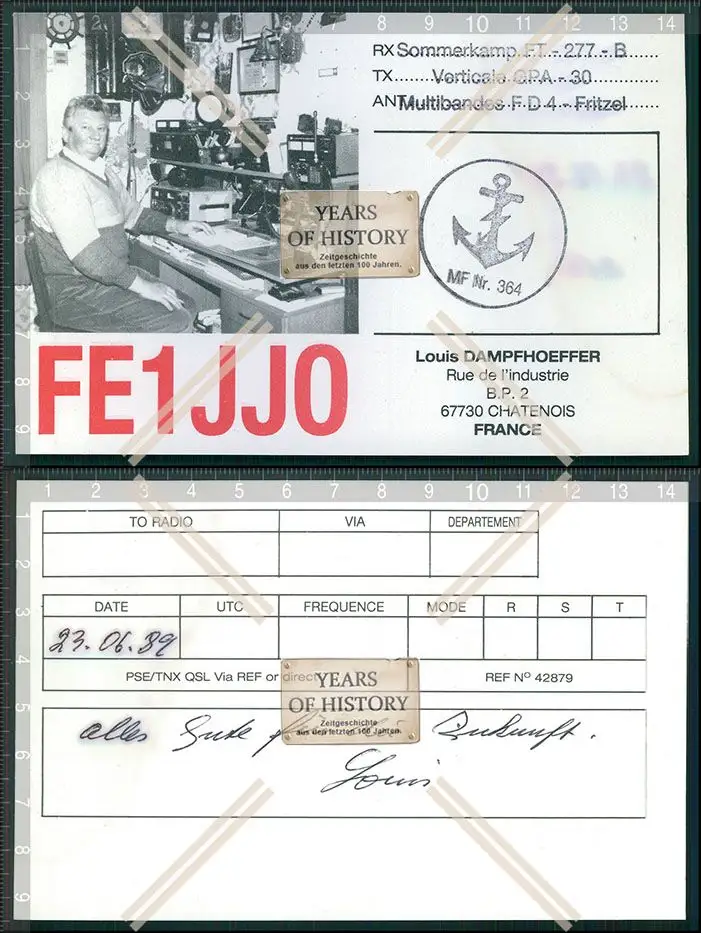 RX Sommerkamp FT - 277 - B
TX Verticale GPA - 30
ANT Multibandes F D 4 - Fritzel
MF Nr. 364
YEARS
OF HISTORY
Zeitgeschichte
aus den letzten 100 Jahren.
FE1JJO
Louis DAMPFHOEFFER
Rue de l'industrie
B.P. 2
67730 CHATENOIS
FRANCE
TO RADIO VIA DEPARTEMENT
DATE UTC FREQUENCE MODE R S T
23.06.89
PSE/TNX QSL Via REF or direct REF Nº 42879
YEARS
OF HISTORY
Zeitgeschichte
aus den letzten 100 Jahren.
alles Gute Zukunft.
Louis